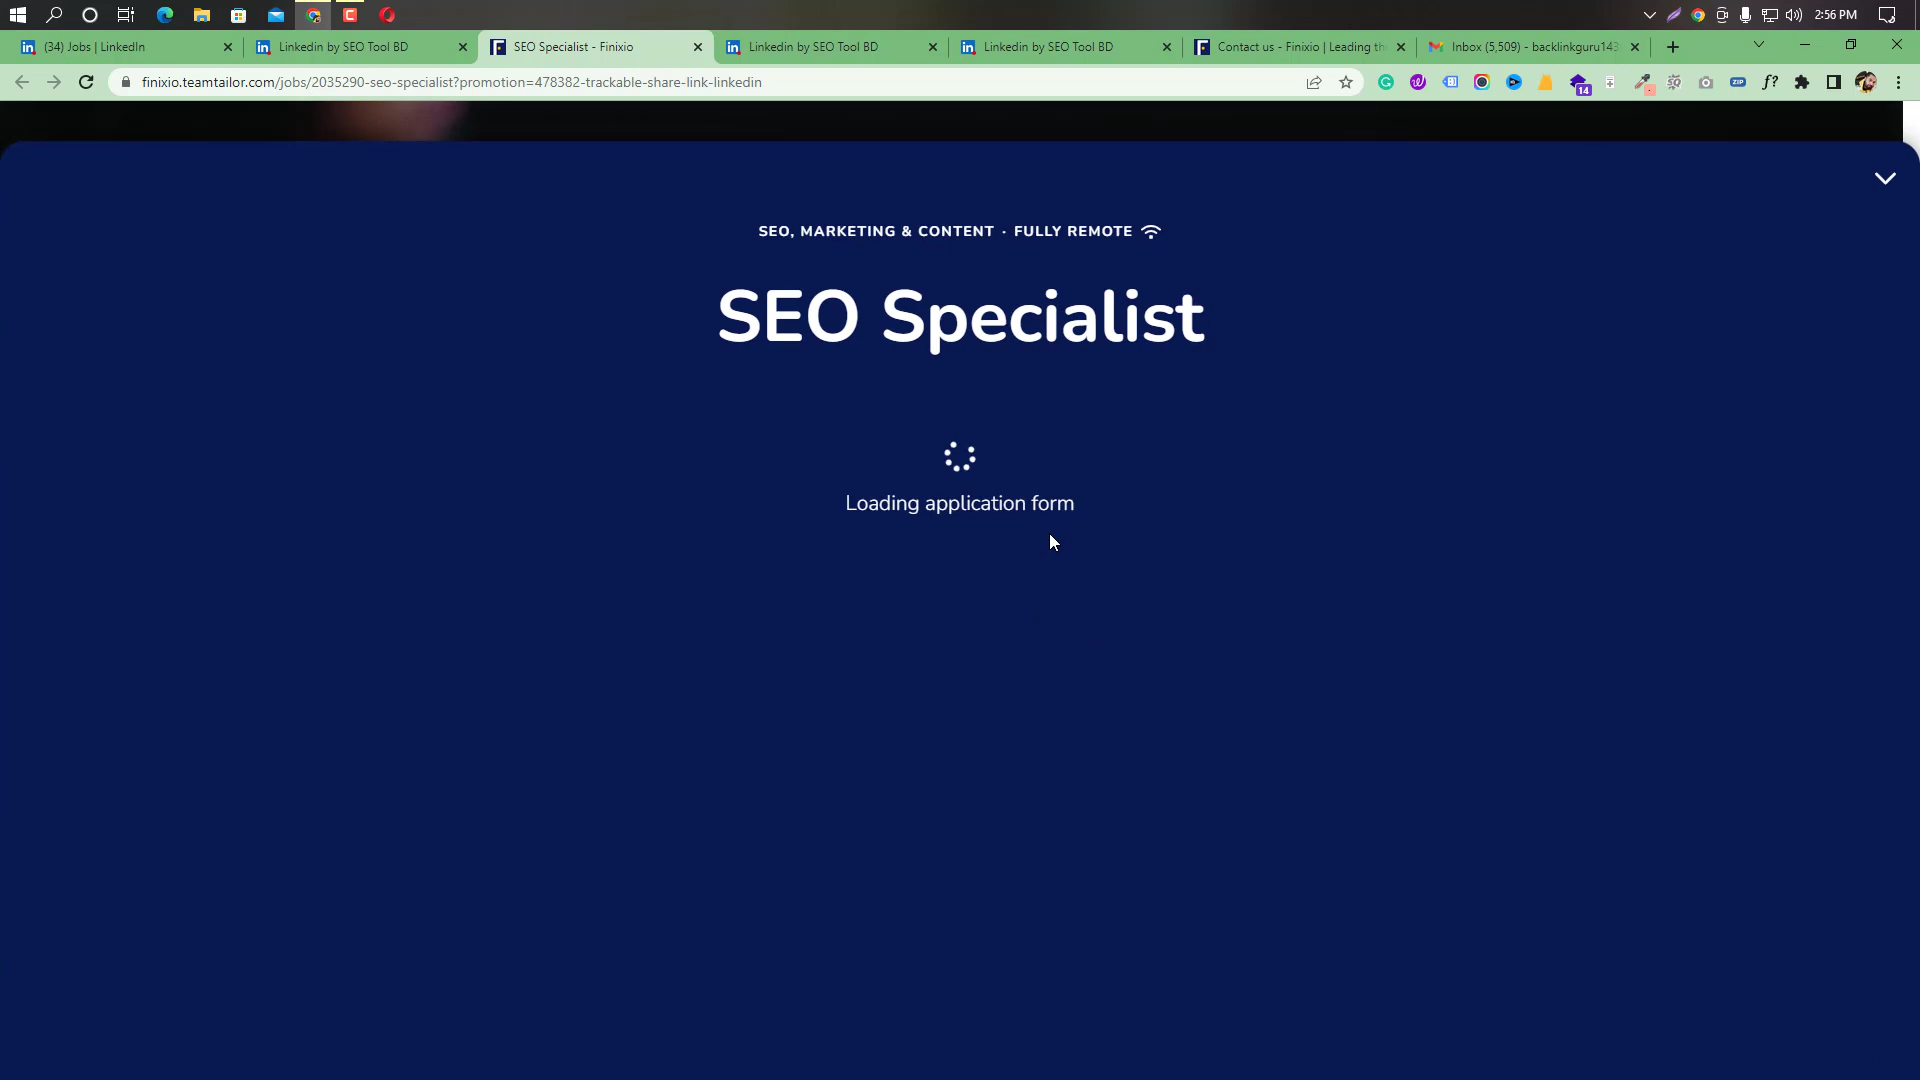 2:56 PM
(34) Jobs | LinkedIn
Linkedin by SEO Tool BD
SEO Specialist - Finixio
Linkedin by SEO Tool BD
Linkedin by SEO Tool BD
Contact us - Finixio | Leading th
Inbox (5,509) - backlinkguru143
finixio.teamtailor.com/jobs/2035290-seo-specialist?promotion=478382-trackable-share-link-linkedin
14
ZIP
f?
SEO, MARKETING & CONTENT · FULLY REMOTE
SEO Specialist
Loading application form